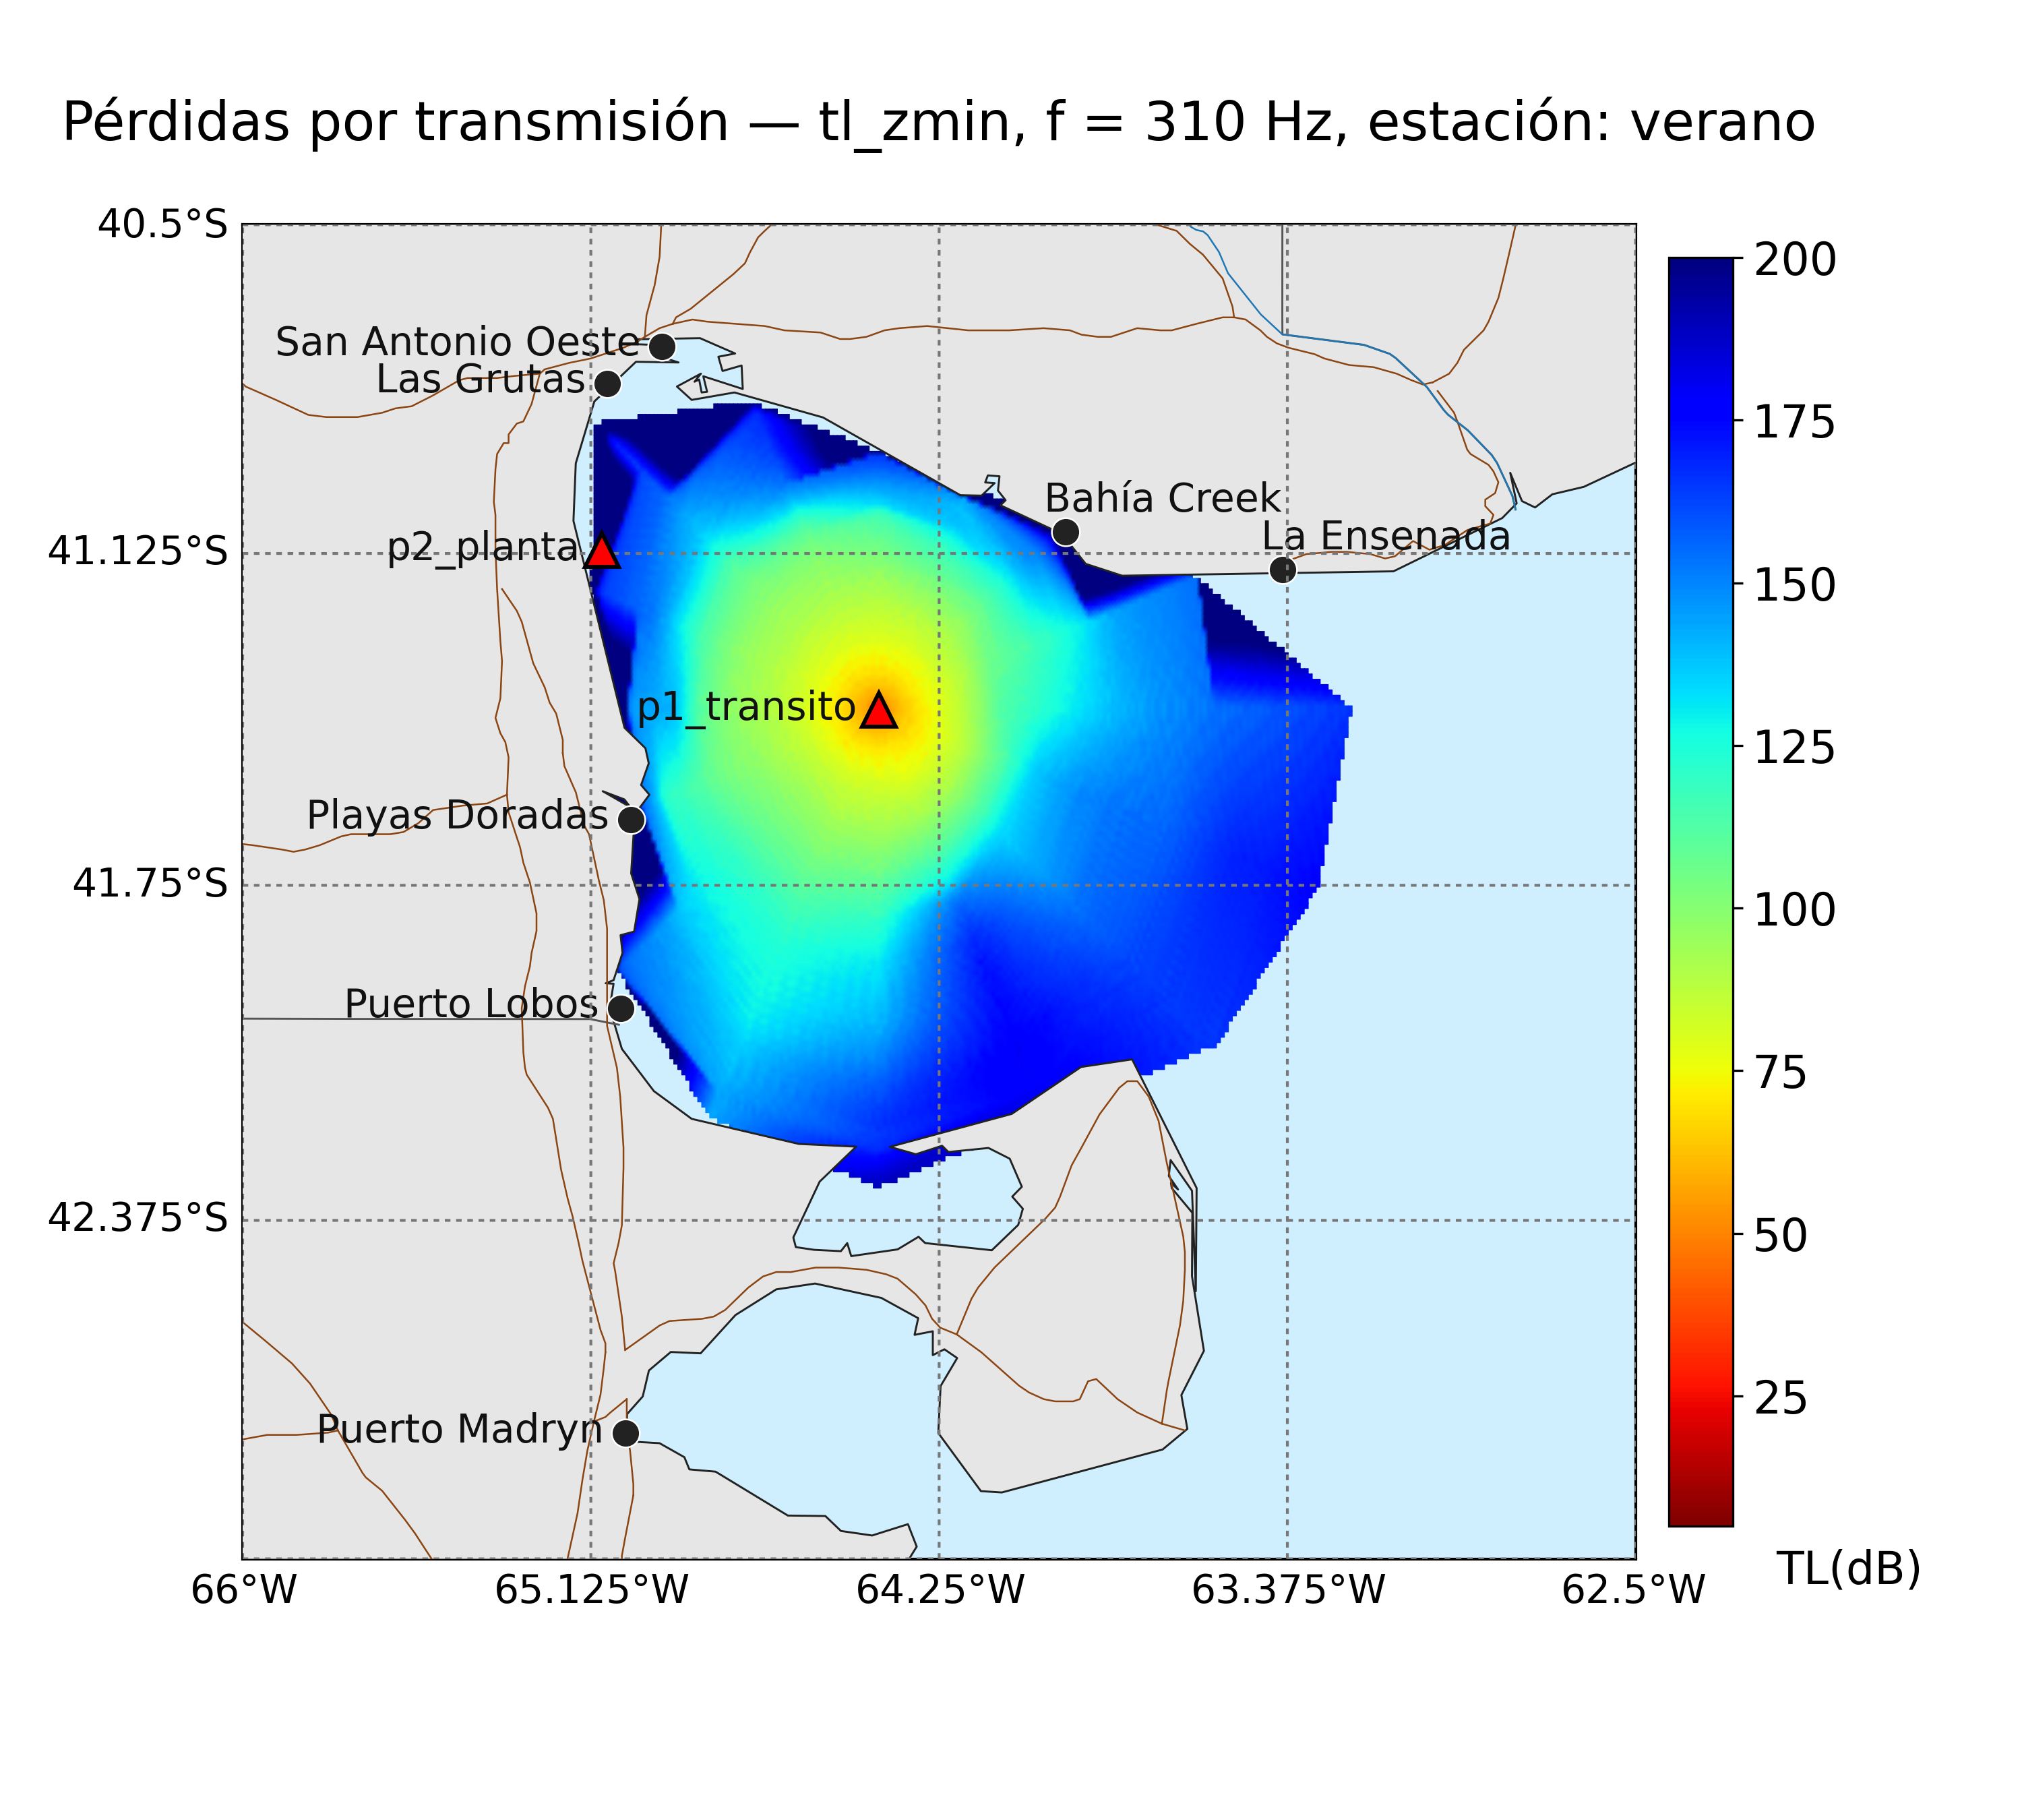 Pérdidas por transmisión — tl_zmin, f = 310 Hz, estación: verano
40.5°S
200
San Antonio Oeste
Las Grutas
175
Bahía Creek
La Ensenada
p2_planta
41.125°S
150
p1_transito
125
Playas Doradas
41.75°S
100
Puerto Lobos
75
42.375°S
50
25
Puerto Madryn
TL(dB)
66°W
65.125°W
64.25°W
63.375°W
62.5°W